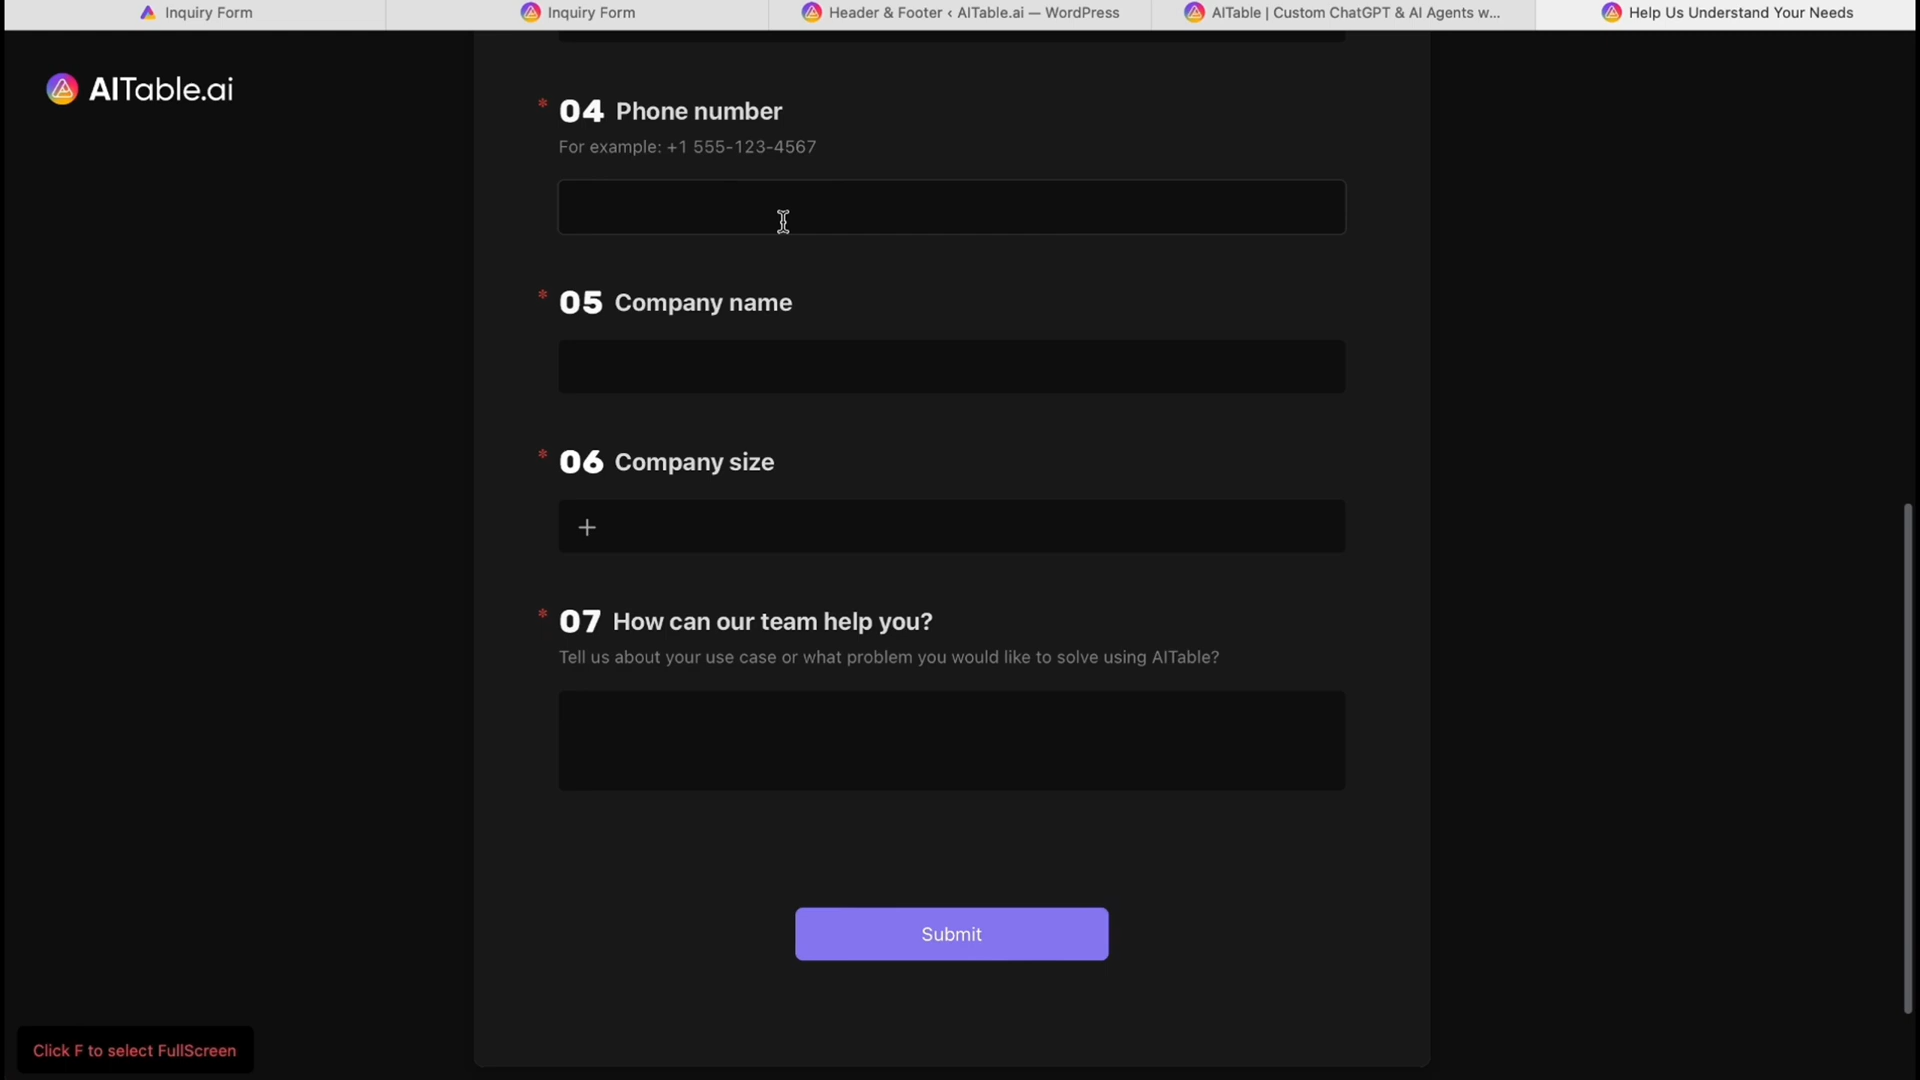 Inquiry Form
Inquiry Form
Header & Footer ‹ AITable.ai — WordPress
AITable | Custom ChatGPT & AI Agents w...
Help Us Understand Your Needs
AITable.ai
* 04 Phone number
For example: +1 555-123-4567
* 05 Company name
* 06 Company size
+
* 07 How can our team help you?
Tell us about your use case or what problem you would like to solve using AITable?
Submit
Click F to select FullScreen